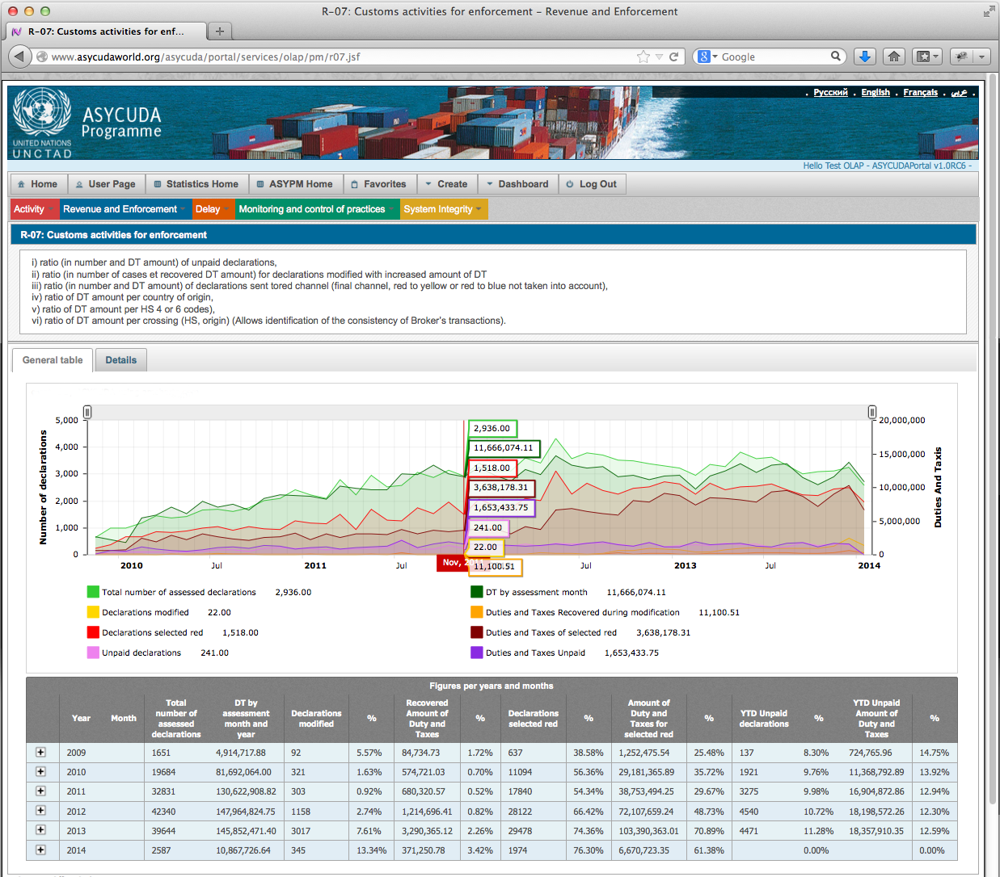 R-07: Customs activities for enforcement - Revenue and Enforcement
R-07: Customs activities for enf...
www.asycudaworld.org/asycuda/portal/services/olap/pm/r07.jsf
Google
UNITED NATIONS
UNCTAD
ASYCUDA
Programme
. Русский . English . Français . عربي .
Hello Test OLAP - ASYCUDAPortal v1.0RC6 -
Home User Page Statistics Home ASYPM Home Favorites Create Dashboard Log Out
Activity Revenue and Enforcement Delay Monitoring and control of practices System Integrity
R-07: Customs activities for enforcement
i) ratio (in number and DT amount) of unpaid declarations,
ii) ratio (in number of cases et recovered DT amount) for declarations modified with increased amount of DT
iii) ratio (in number and DT amount) of declarations sent tored channel (final channel, red to yellow or red to blue not taken into account),
iv) ratio of DT amount per country of origin,
v) ratio of DT amount per HS 4 or 6 codes),
vi) ratio of DT amount per crossing (HS, origin) (Allows identification of the consistency of Broker's transactions).
General table Details
Number of declarations
5,000
4,000
3,000
2,000
1,000
0
20,000,000
15,000,000
10,000,000
5,000,000
0
Duties And Taxis
2,936.00
11,666,074.11
1,518.00
3,638,178.31
1,653,433.75
241.00
22.00
11,100.51
2010 Jul 2011 Jul Nov, Jul 2013 Jul 2014
Total number of assessed declarations 2,936.00 DT by assessment month 11,666,074.11
Declarations modified 22.00 Duties and Taxes Recovered during modification 11,100.51
Declarations selected red 1,518.00 Duties and Taxes of selected red 3,638,178.31
Unpaid declarations 241.00 Duties and Taxes Unpaid 1,653,433.75
Figures per years and months
Year Month Total number of assessed declarations DT by assessment month and year Declarations modified % Recovered Amount of Duty and Taxes % Declarations selected red % Amount of Duty and Taxes for selected red % YTD Unpaid declarations % YTD Unpaid Amount of Duty and Taxes %
2009 1651 4,914,717.88 92 5.57% 84,734.73 1.72% 637 38.58% 1,252,475.54 25.48% 137 8.30% 724,765.96 14.75%
2010 19684 81,692,064.00 321 1.63% 574,721.03 0.70% 11094 56.36% 29,181,365.89 35.72% 1921 9.76% 11,368,792.89 13.92%
2011 32831 130,622,908.82 303 0.92% 680,320.57 0.52% 17840 54.34% 38,753,494.25 29.67% 3275 9.98% 16,904,872.86 12.94%
2012 42340 147,964,824.75 1158 2.74% 1,214,696.41 0.82% 28122 66.42% 72,107,659.24 48.73% 4540 10.72% 18,198,572.26 12.30%
2013 39644 145,852,471.40 3017 7.61% 3,290,365.12 2.26% 29478 74.36% 103,390,363.01 70.89% 4471 11.28% 18,357,910.35 12.59%
2014 2587 10,867,726.64 345 13.34% 371,250.78 3.42% 1974 76.30% 6,670,723.35 61.38% 0.00% 0.00%